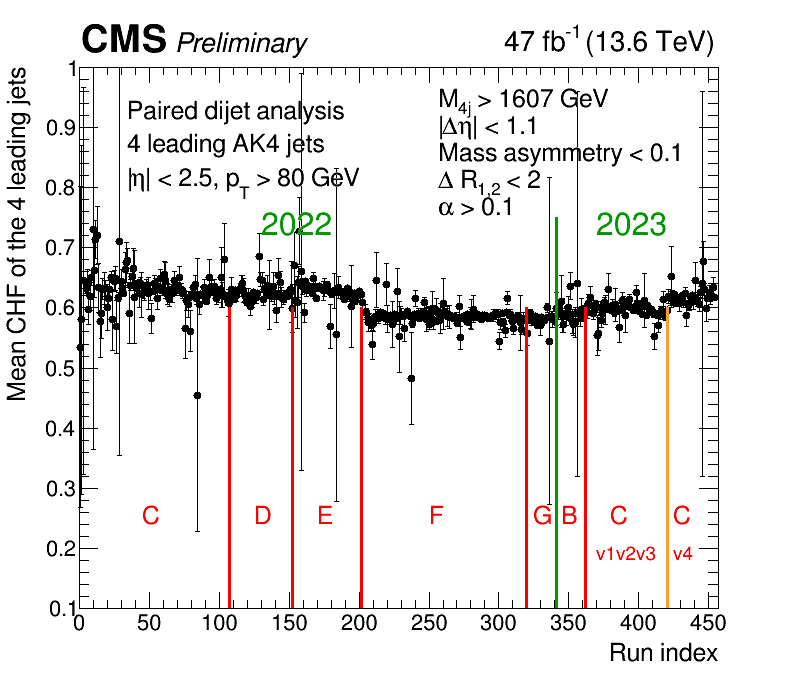 CMS Preliminary
47 fb-1 (13.6 TeV)
Mean CHF of the 4 leading jets
1
0.9
0.8
0.7
0.6
0.5
0.4
0.3
0.2
0.1
Paired dijet analysis
4 leading AK4 jets
|η| < 2.5, pT > 80 GeV
M4j > 1607 GeV
|Δη| < 1.1
Mass asymmetry < 0.1
Δ R1,2 < 2
α > 0.1
2022
2023
C D E F G B C C
v1v2v3 v4
0 50 100 150 200 250 300 350 400 450
Run index